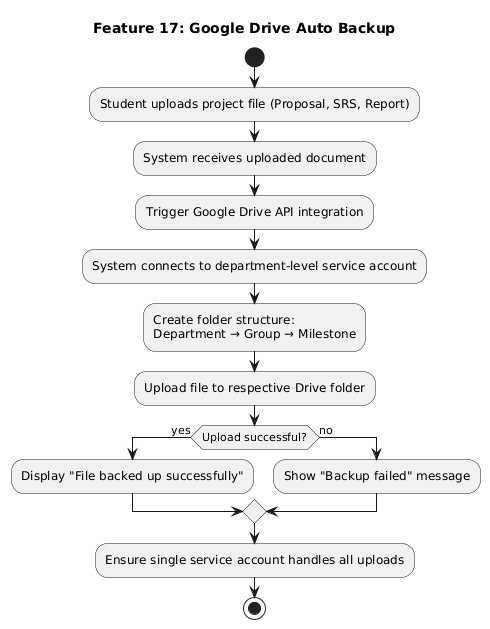 Feature 17: Google Drive Auto Backup
Student uploads project file (Proposal, SRS, Report)
System receives uploaded document
Trigger Google Drive API integration
System connects to department-level service account
Create folder structure:
Department → Group → Milestone
Upload file to respective Drive folder
Upload successful?
yes
no
Display "File backed up successfully"
Show "Backup failed" message
Ensure single service account handles all uploads